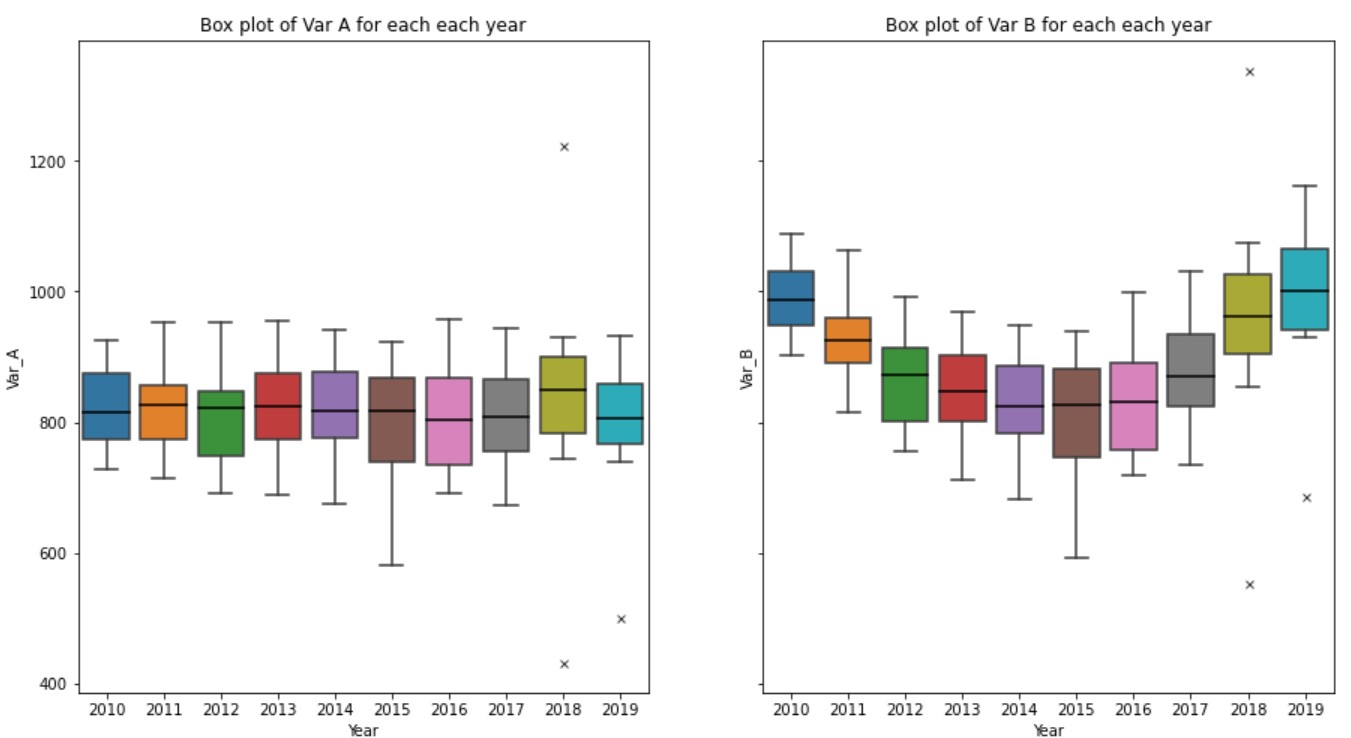 Box plot of Var A for each each year
Var_A
1200
1000
800
600
400
2010 2011 2012 2013 2014 2015 2016 2017 2018 2019
Year
Box plot of Var B for each each year
Var_B
2010 2011 2012 2013 2014 2015 2016 2017 2018 2019
Year